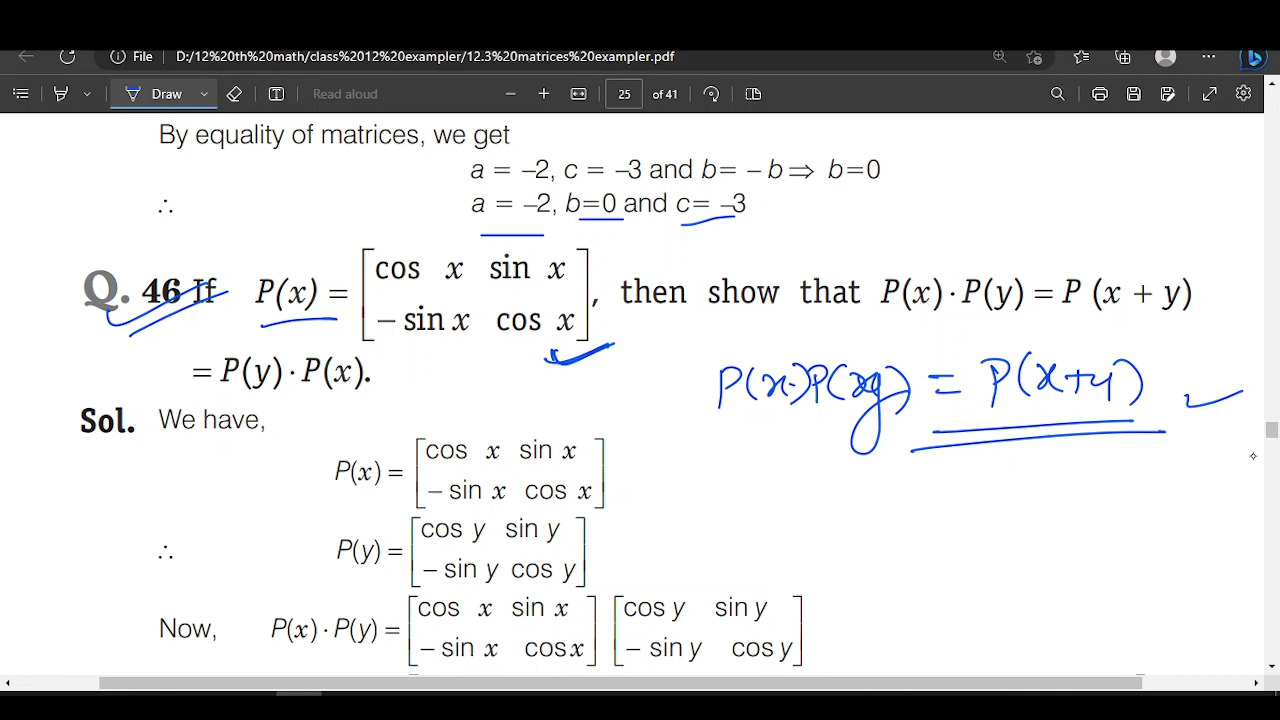 File D:/12%20th%20math/class%2012%20exampler/12.3%20matrices%20exampler.pdf
Draw Read aloud 25 of 41
By equality of matrices, we get
a = –2, c = –3 and b= – b ⇒ b=0
∴ a = –2, b=0 and c= –3
Q. 46 If P(x) = [cos x sin x
– sin x cos x], then show that P(x)·P(y) = P (x + y)
= P(y)·P(x).
P(x)P(xy) = P(x+y)
Sol. We have,
P(x) = [cos x sin x
– sin x cos x]
∴ P(y) = [cos y sin y
– sin y cos y]
Now, P(x)·P(y) = [cos x sin x] [cos y sin y]
[– sin x cos x] [– sin y cos y]